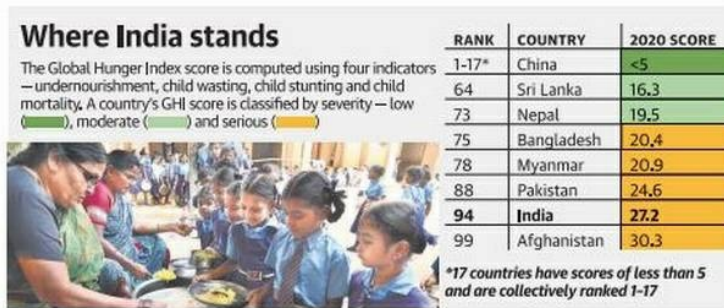 Where India stands
The Global Hunger Index score is computed using four indicators
— undernourishment, child wasting, child stunting and child
mortality. A country's GHI score is classified by severity — low
( ), moderate ( ) and serious ( )
RANK COUNTRY 2020 SCORE
1-17* China <5
64 Sri Lanka 16.3
73 Nepal 19.5
75 Bangladesh 20.4
78 Myanmar 20.9
88 Pakistan 24.6
94 India 27.2
99 Afghanistan 30.3
*17 countries have scores of less than 5
and are collectively ranked 1-17